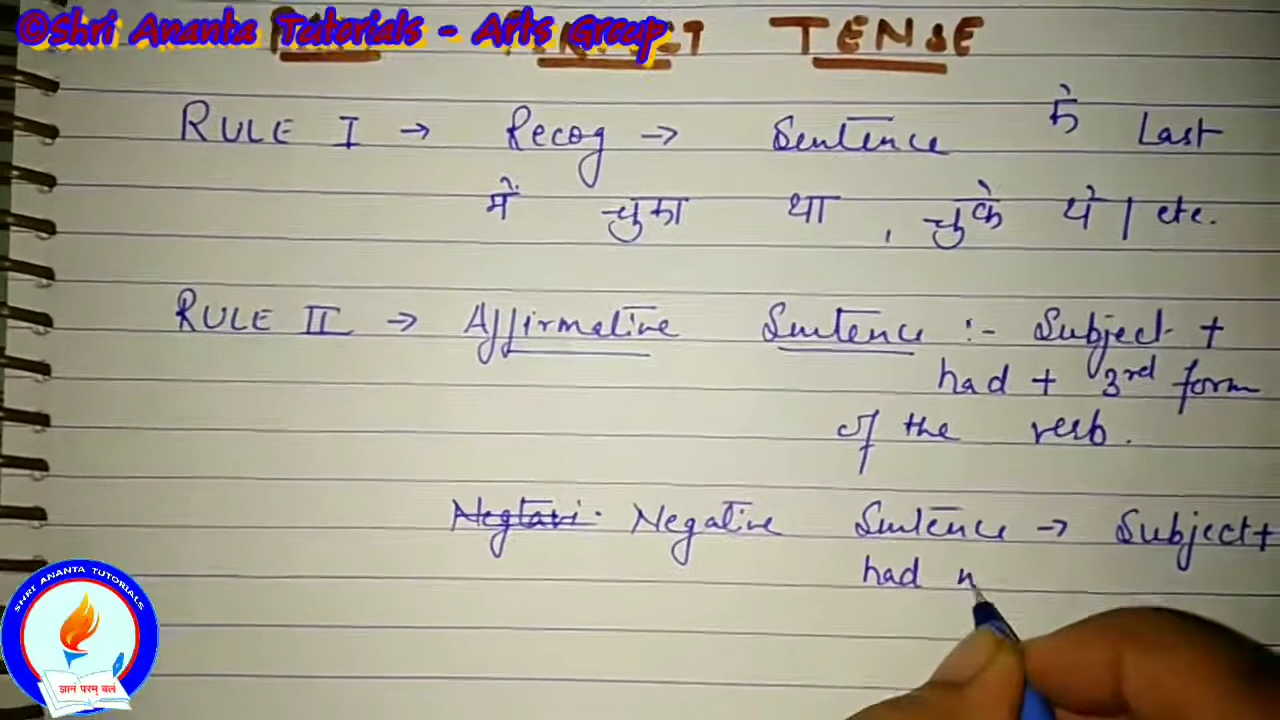 ©Shri Ananta Tutorials - Arts Group
TENSE
RULE I → Recog → Sentence के Last
में चुका था , चुके थे | etc.
RULE II → Affirmative Sentence :- Subject +
had + 3rd form
of the verb.
Negative Sentence → Subject +
had n
SHRI ANANTA TUTORIALS
ज्ञानं परमं बलं